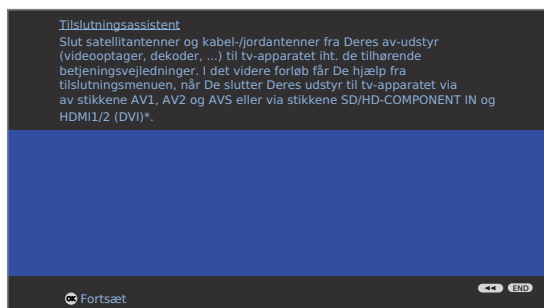 Tilslutningsassistent
Slut satellitantenner og kabel-/jordantenner fra Deres av-udstyr
(videooptager, dekoder, ...) til tv-apparatet iht. de tilhørende
betjeningsvejledninger. I det videre forløb får De hjælp fra
tilslutningsmenuen, når De slutter Deres udstyr til tv-apparatet via
av stikkene AV1, AV2 og AVS eller via stikkene SD/HD-COMPONENT IN og
HDMI1/2 (DVI)*.
END
OK Fortsæt